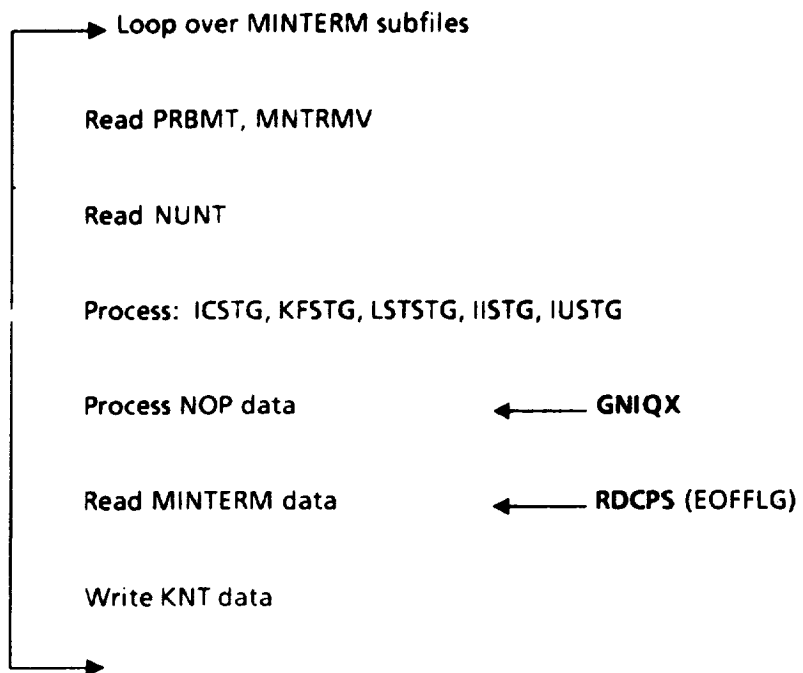 Loop over MINTERM subfiles
Read PRBMT, MNTRMV
Read NUNT
Process: ICSTG, KFSTG, LSTSTG, IISTG, IUSTG
Process NOP data GNIQX
Read MINTERM data RDCPS (EOFFLG)
Write KNT data